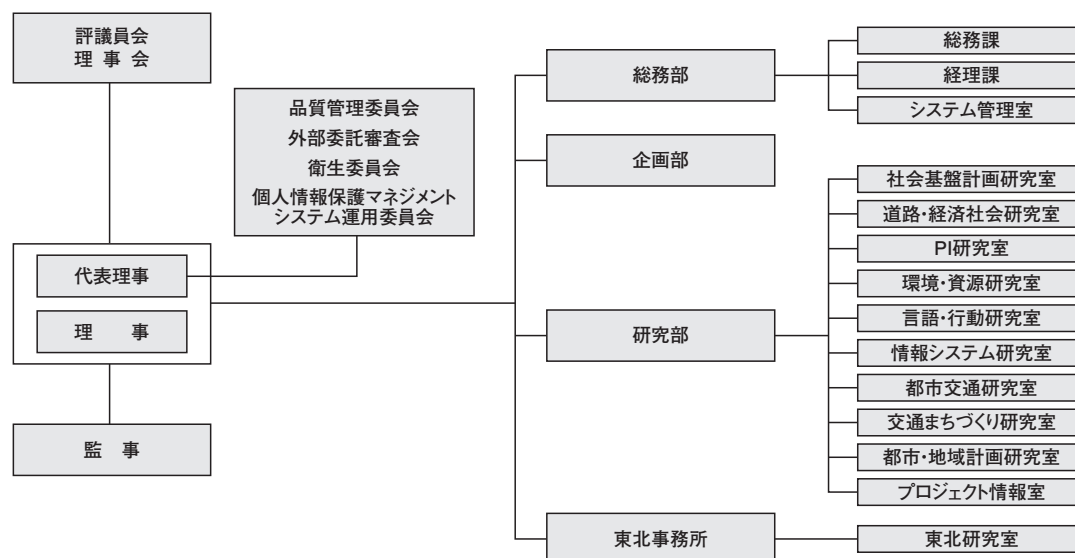 評議員会
理 事 会
品質管理委員会
外部委託審査会
衛生委員会
個人情報保護マネジメント
システム運用委員会
代表理事
理 事
監 事
総務部
総務課
経理課
システム管理室
企画部
研究部
社会基盤計画研究室
道路・経済社会研究室
PI研究室
環境・資源研究室
言語・行動研究室
情報システム研究室
都市交通研究室
交通まちづくり研究室
都市・地域計画研究室
プロジェクト情報室
東北事務所
東北研究室